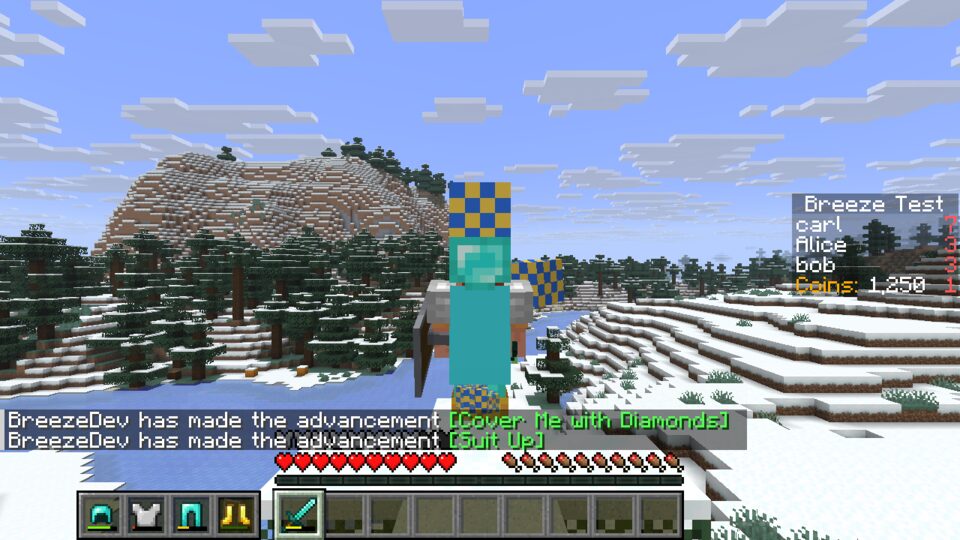 Breeze Test
carl 7
Alice 3
bob 3
Coins: 1,250 1
BreezeDev has made the advancement [Cover Me with Diamonds]
BreezeDev has made the advancement [Suit Up]